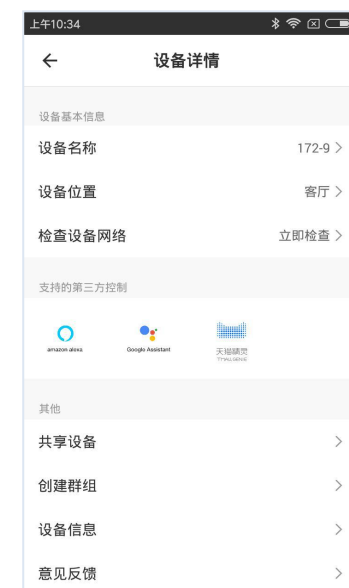 上午10:34
设备详情
设备基本信息
设备名称 172-9
设备位置 客厅
检查设备网络 立即检查
支持的第三方控制
amazon alexa Google Assistant 天猫精灵
TMALL GENIE
其他
共享设备
创建群组
设备信息
意见反馈